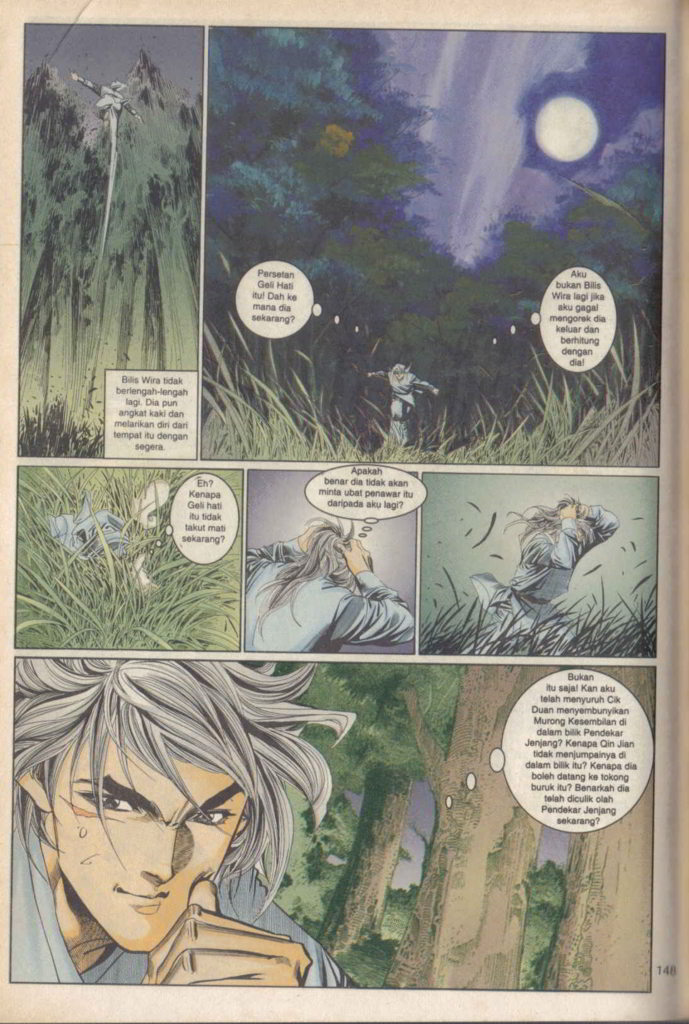 Bilis Wira tidak
berlengah-lengah
lagi. Dia pun
angkat kaki dan
melarikan diri dari
tempat itu dengan
segera.
Persetan
Geli Hati
itu! Dah ke
mana dia
sekarang?
Aku
bukan Bilis
Wira lagi jika
aku gagal
mengorek dia
keluar dan
berhitung
dengan
dia!
Eh?
Kenapa
Geli hati
itu tidak
takut mati
sekarang?
Apakah
benar dia tidak akan
minta ubat penawar itu
daripada aku lagi?
Bukan
itu saja! Kan aku
telah menyuruh Cik
Duan menyembunyikan
Murong Kesembilan di
dalam bilik Pendekar
Jenjang? Kenapa Qin Jian
tidak menjumpainya di
dalam bilik itu? Kenapa dia
boleh datang ke tokong
buruk itu? Benarkah dia
telah diculik olah
Pendekar Jenjang
sekarang?
148